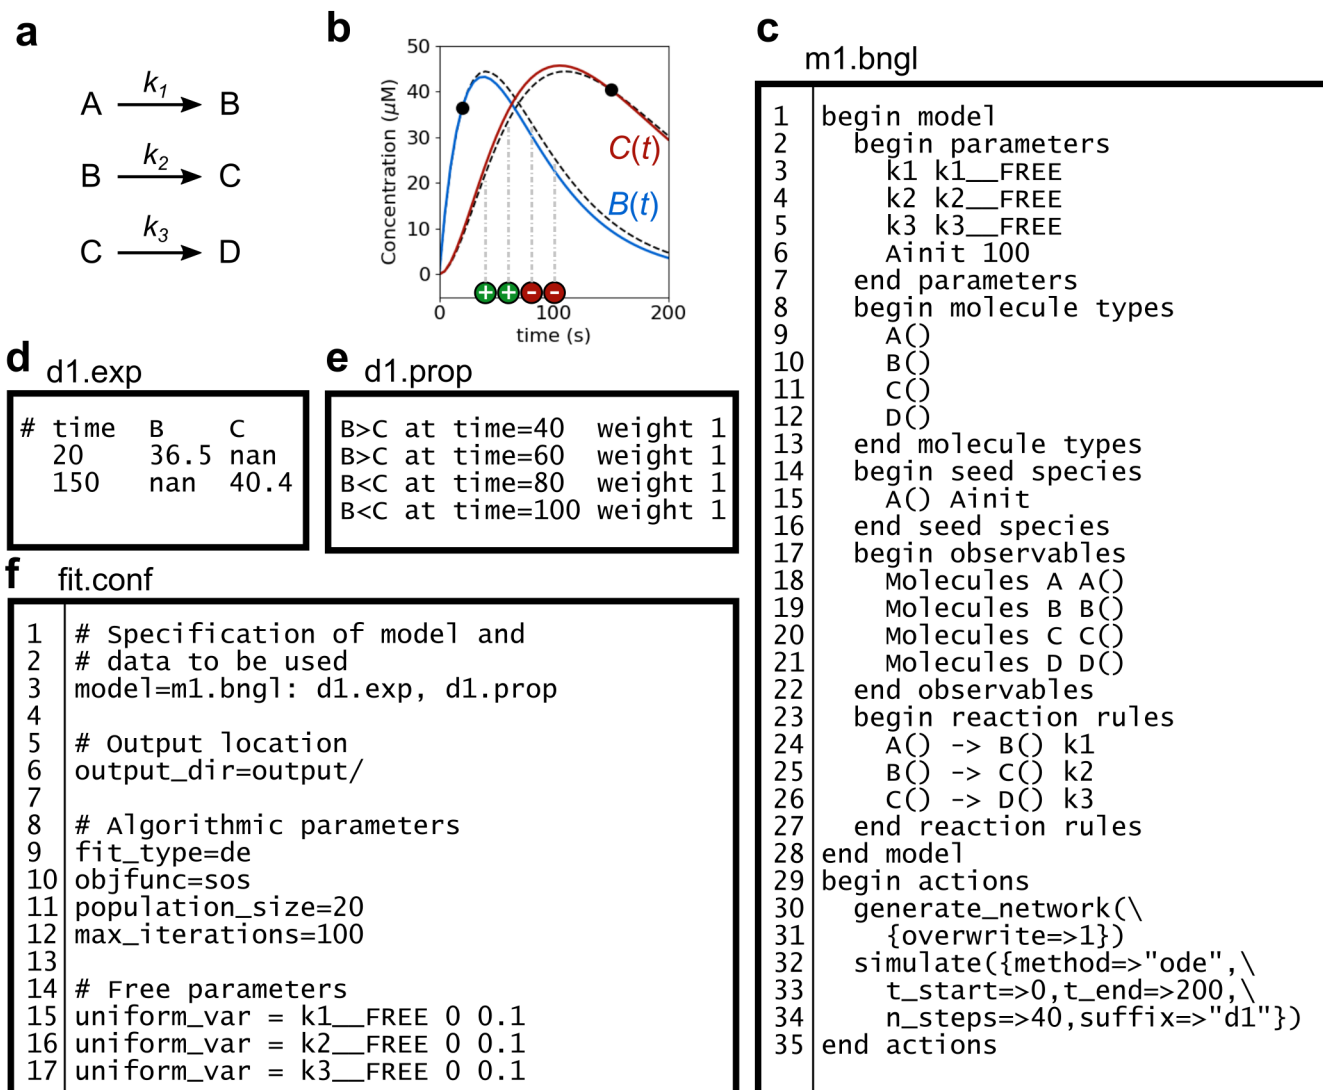 a
k1
A B
k2
B C
k3
C D
b
50
40
30
20
10
0
Concentration (µM)
C(t)
B(t)
+ + - -
0 100 200
time (s)
c
m1.bngl
1 begin model
2 begin parameters
3 k1 k1__FREE
4 k2 k2__FREE
5 k3 k3__FREE
6 Ainit 100
7 end parameters
8 begin molecule types
9 A()
10 B()
11 C()
12 D()
13 end molecule types
14 begin seed species
15 A() Ainit
16 end seed species
17 begin observables
18 Molecules A A()
19 Molecules B B()
20 Molecules C C()
21 Molecules D D()
22 end observables
23 begin reaction rules
24 A() -> B() k1
25 B() -> C() k2
26 C() -> D() k3
27 end reaction rules
28 end model
29 begin actions
30 generate_network(\
31 {overwrite=>1})
32 simulate({method=>"ode",\
33 t_start=>0,t_end=>200,\
34 n_steps=>40,suffix=>"d1"})
35 end actions
d
d1.exp
# time B C
20 36.5 nan
150 nan 40.4
e
d1.prop
B>C at time=40 weight 1
B>C at time=60 weight 1
B<C at time=80 weight 1
B<C at time=100 weight 1
f
fit.conf
1 # Specification of model and
2 # data to be used
3 model=m1.bngl: d1.exp, d1.prop
4
5 # Output location
6 output_dir=output/
7
8 # Algorithmic parameters
9 fit_type=de
10 objfunc=sos
11 population_size=20
12 max_iterations=100
13
14 # Free parameters
15 uniform_var = k1__FREE 0 0.1
16 uniform_var = k2__FREE 0 0.1
17 uniform_var = k3__FREE 0 0.1